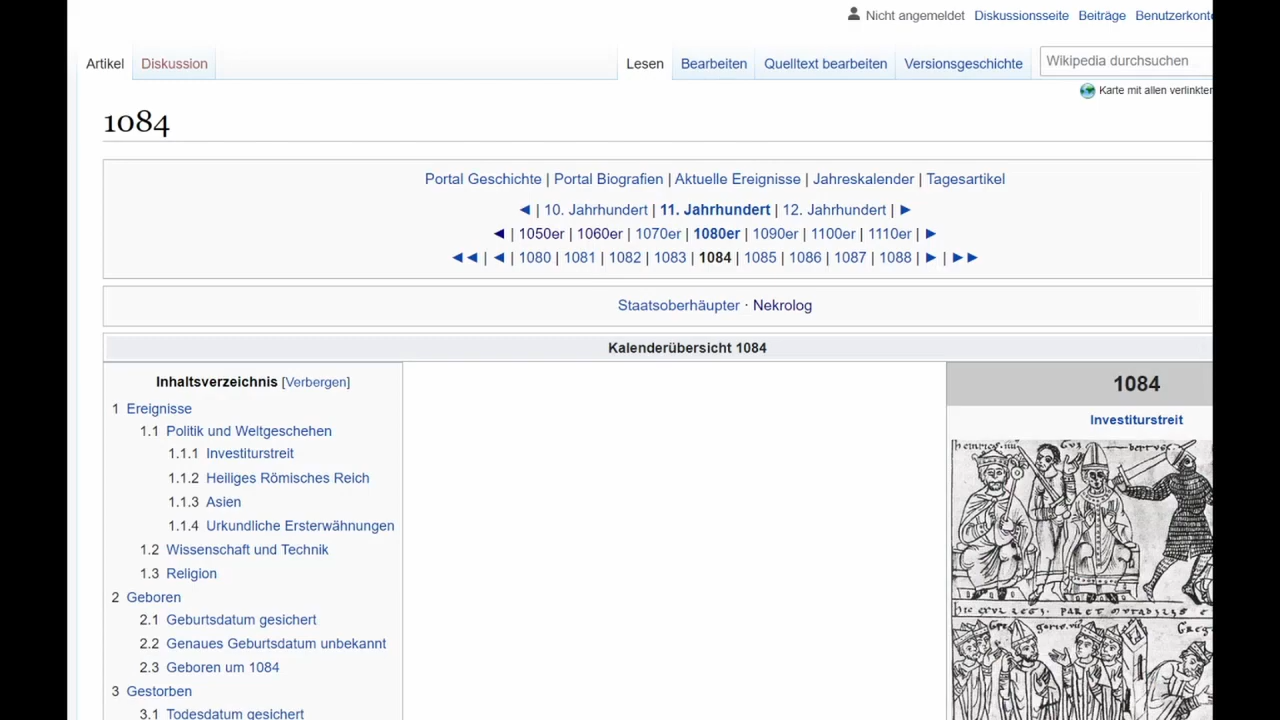 Nicht angemeldet Diskussionsseite Beiträge Benutzerkont
Artikel Diskussion Lesen Bearbeiten Quelltext bearbeiten Versionsgeschichte Wikipedia durchsuchen
Karte mit allen verlinkter
1084
Portal Geschichte | Portal Biografien | Aktuelle Ereignisse | Jahreskalender | Tagesartikel
◄ | 10. Jahrhundert | 11. Jahrhundert | 12. Jahrhundert | ►
◄ | 1050er | 1060er | 1070er | 1080er | 1090er | 1100er | 1110er | ►
◄◄ | ◄ | 1080 | 1081 | 1082 | 1083 | 1084 | 1085 | 1086 | 1087 | 1088 | ► | ►►
Staatsoberhäupter · Nekrolog
Kalenderübersicht 1084
Inhaltsverzeichnis [Verbergen]
1 Ereignisse
1.1 Politik und Weltgeschehen
1.1.1 Investiturstreit
1.1.2 Heiliges Römisches Reich
1.1.3 Asien
1.1.4 Urkundliche Ersterwähnungen
1.2 Wissenschaft und Technik
1.3 Religion
2 Geboren
2.1 Geburtsdatum gesichert
2.2 Genaues Geburtsdatum unbekannt
2.3 Geboren um 1084
3 Gestorben
3.1 Todesdatum gesichert
1084
Investiturstreit